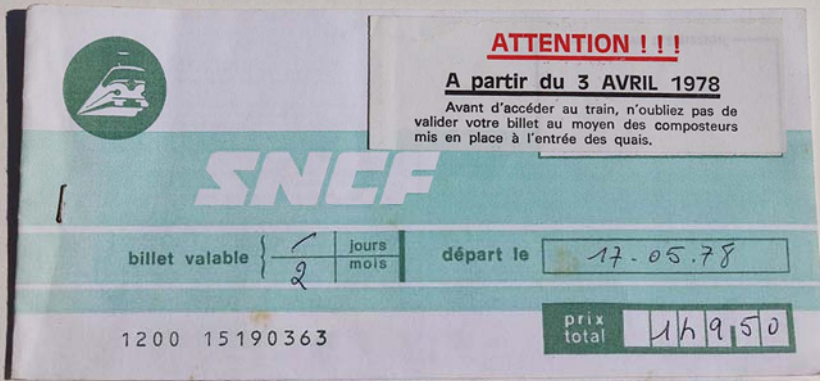 ATTENTION ! ! !
A partir du 3 AVRIL 1978
Avant d'accéder au train, n'oubliez pas de
valider votre billet au moyen des composteurs
mis en place à l'entrée des quais.
SNCF
billet valable { / jours
2 mois
départ le 17-05.78
1200 15190363
prix
total 149,50